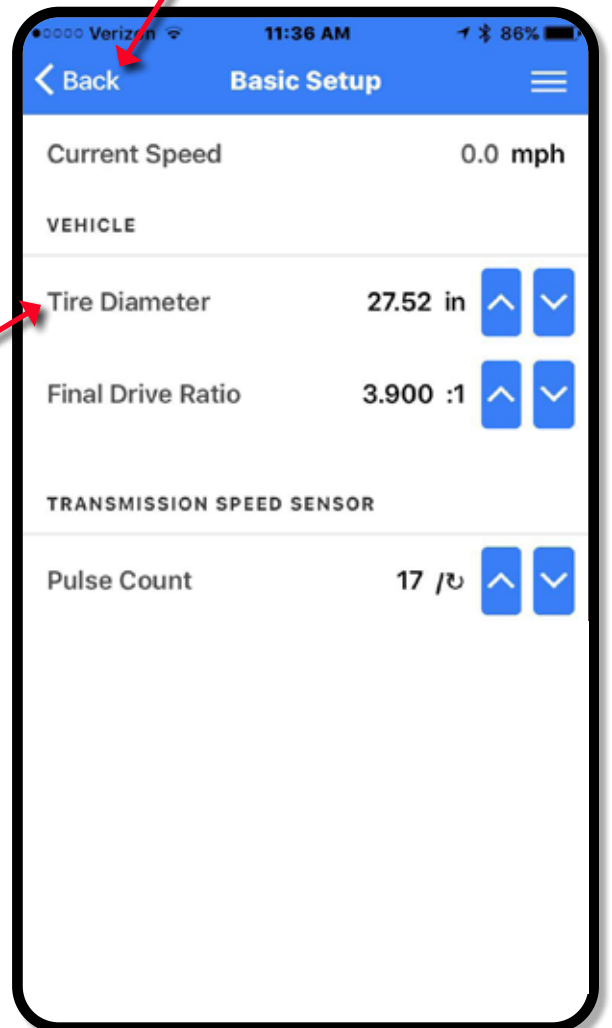 ●○○○○ Verizon 11:36 AM 86%
Back Basic Setup
Current Speed 0.0 mph
VEHICLE
Tire Diameter 27.52 in
Final Drive Ratio 3.900 :1
TRANSMISSION SPEED SENSOR
Pulse Count 17 /↻